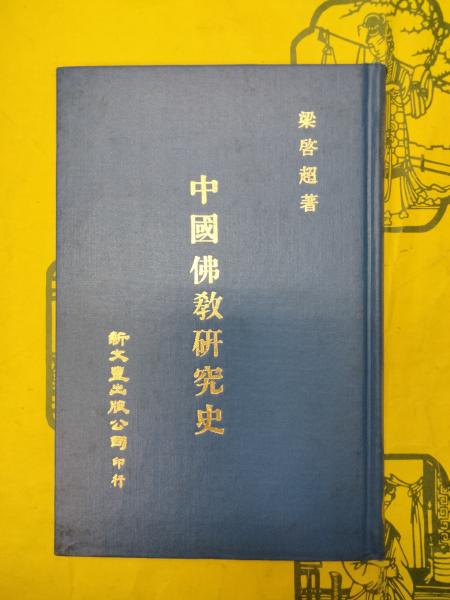 梁啓超著
中國佛教研究史
新文豐出版公司印行